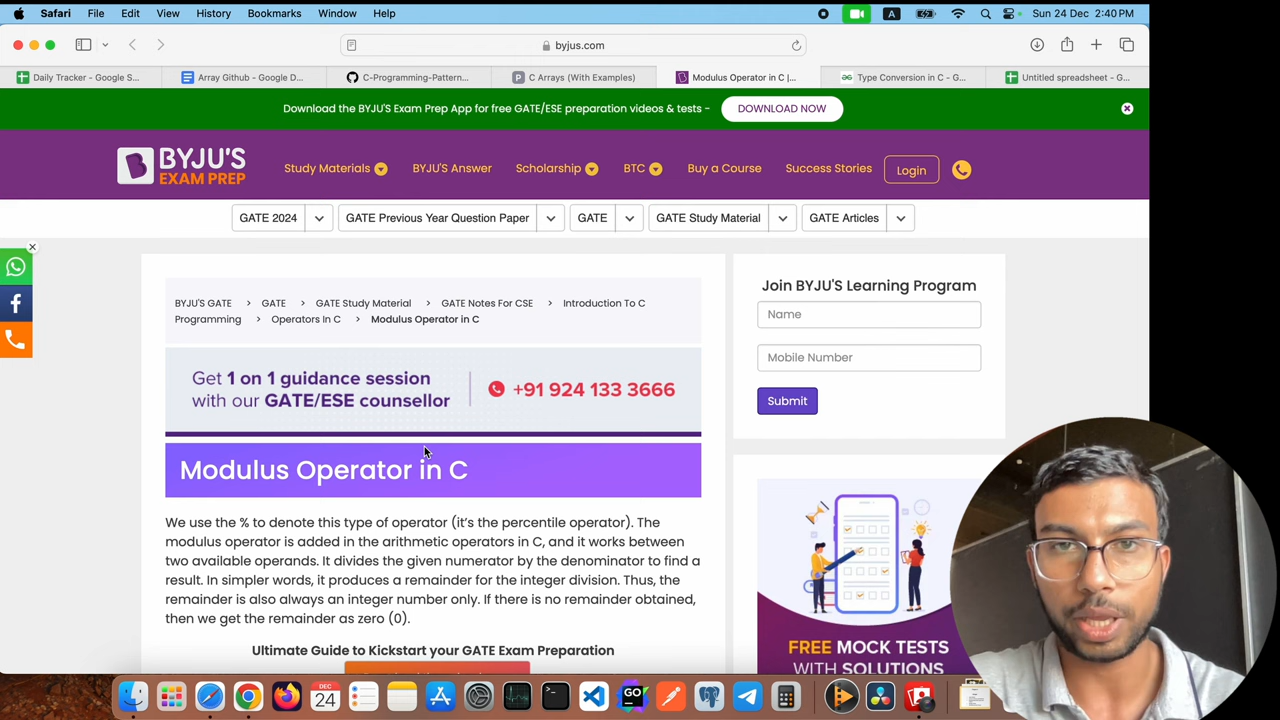 Safari File Edit View History Bookmarks Window Help A Sun 24 Dec 2:40 PM
byjus.com
Daily Tracker - Google S... Array Github - Google D... C-Programming-Pattern... C Arrays (With Examples) Modulus Operator in C |... Type Conversion in C - G... Untitled spreadsheet - G...
Download the BYJU'S Exam Prep App for free GATE/ESE preparation videos & tests - DOWNLOAD NOW
BYJU'S
EXAM PREP
Study Materials BYJU'S Answer Scholarship BTC Buy a Course Success Stories Login
GATE 2024 GATE Previous Year Question Paper GATE GATE Study Material GATE Articles
BYJU'S GATE > GATE > GATE Study Material > GATE Notes For CSE > Introduction To C
Programming > Operators In C > Modulus Operator in C
Get 1 on 1 guidance session
with our GATE/ESE counsellor
+91 924 133 3666
Modulus Operator in C
We use the % to denote this type of operator (it's the percentile operator). The
modulus operator is added in the arithmetic operators in C, and it works between
two available operands. It divides the given numerator by the denominator to find a
result. In simpler words, it produces a remainder for the integer division. Thus, the
remainder is also always an integer number only. If there is no remainder obtained,
then we get the remainder as zero (0).
Ultimate Guide to Kickstart your GATE Exam Preparation
Join BYJU'S Learning Program
Name
Mobile Number
Submit
FREE MOCK TESTS
WITH SOLUTIONS
DEC
24
GO